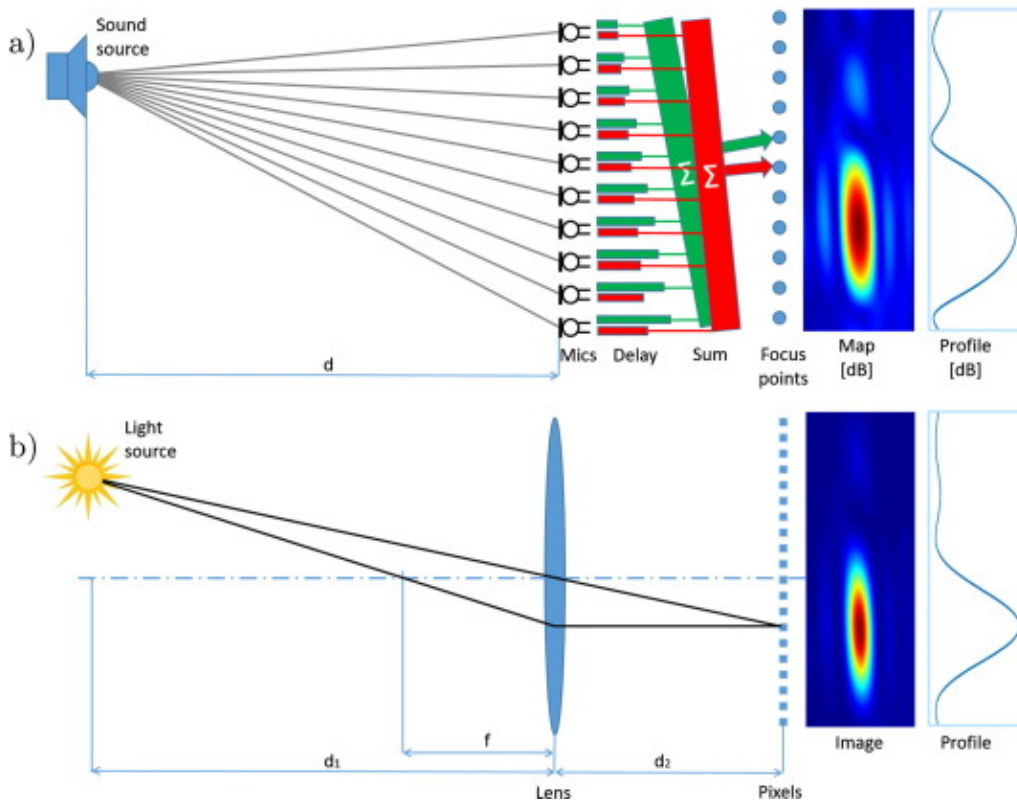 a)
Sound
source
Σ Σ
d
Mics Delay Sum Focus
points
Map
[dB]
Profile
[dB]
b)
Light
source
f
d₁
d₂
Lens
Pixels
Image
Profile